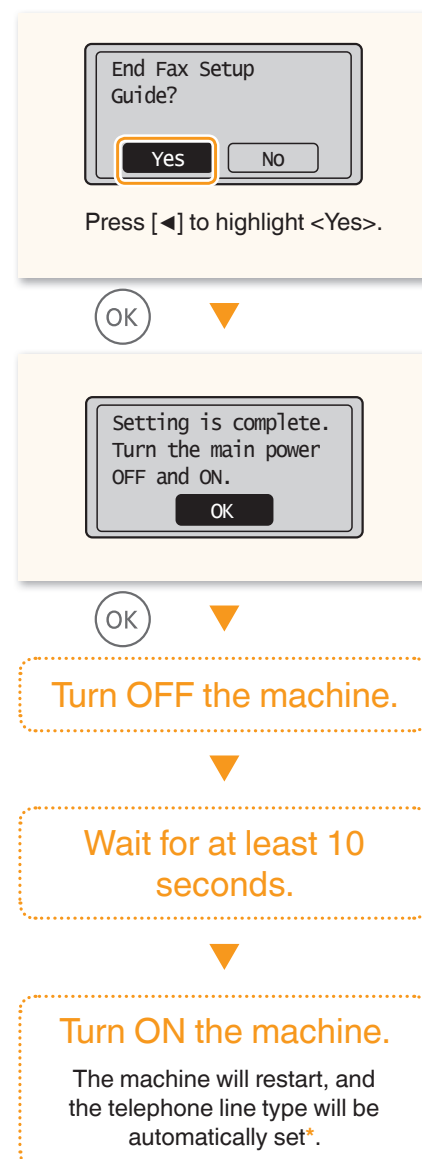 End Fax Setup
Guide?
Yes No
Press [◄] to highlight <Yes>.
OK
Setting is complete.
Turn the main power
OFF and ON.
OK
OK
Turn OFF the machine.
Wait for at least 10
seconds.
Turn ON the machine.
The machine will restart, and
the telephone line type will be
automatically set*.